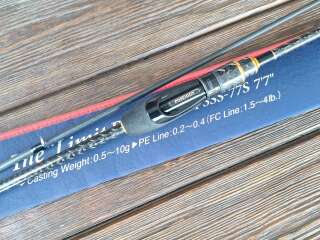 The Limit
SSS-77S 7'7"
Casting Weight:0.5〜10g ▶PE Line:0.2〜0.4(FC Line:1.5〜4lb.)